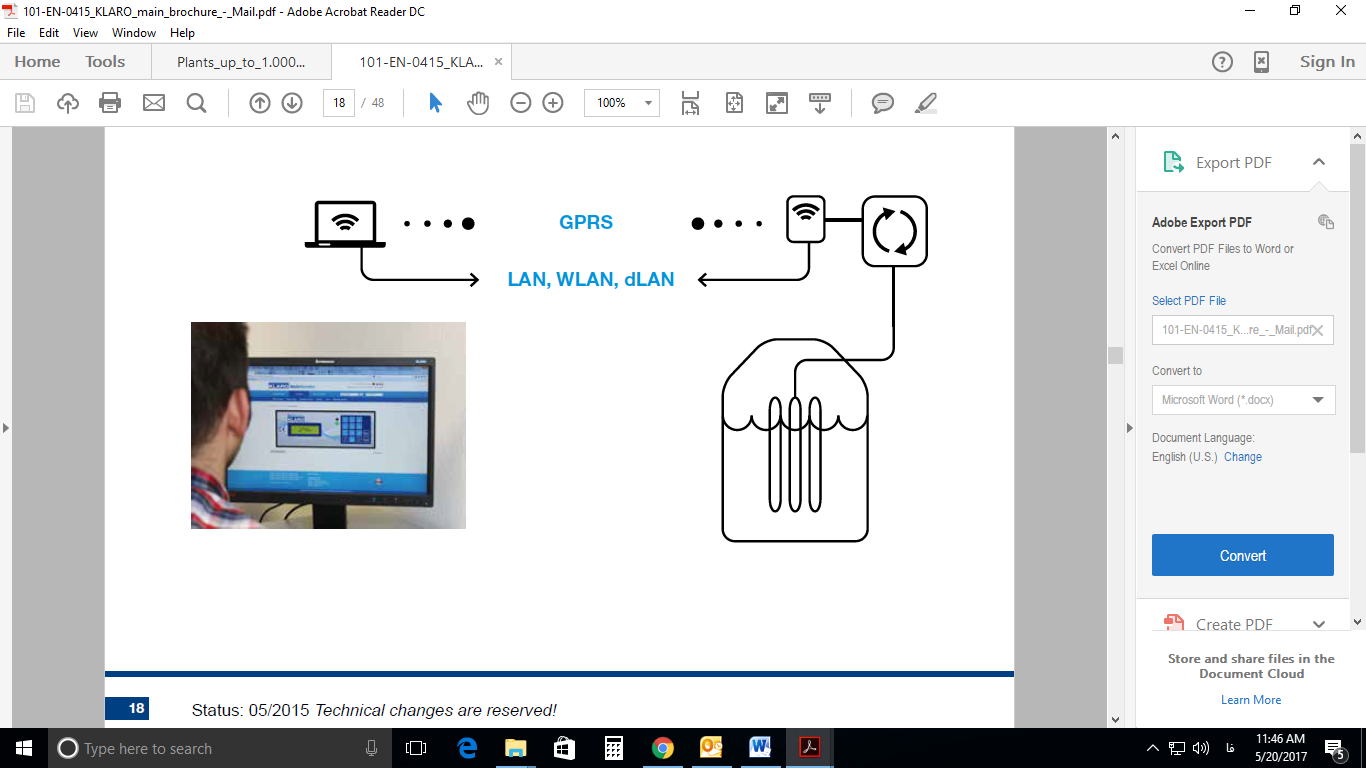 101-EN-0415_KLARO_main_brochure_-_Mail.pdf - Adobe Acrobat Reader DC
File Edit View Window Help
Home Tools Plants_up_to_1.000... 101-EN-0415_KLA... Sign In
18 / 48 100%
GPRS
LAN, WLAN, dLAN
KLARO
18
Status: 05/2015 Technical changes are reserved!
Export PDF
Adobe Export PDF
Convert PDF Files to Word or
Excel Online
Select PDF File
101-EN-0415_K...re_-_Mail.pdf
Convert to
Microsoft Word (*.docx)
Document Language:
English (U.S.) Change
Convert
Create PDF
Store and share files in the
Document Cloud
Learn More
Type here to search
فا
11:46 AM
5/20/2017
5